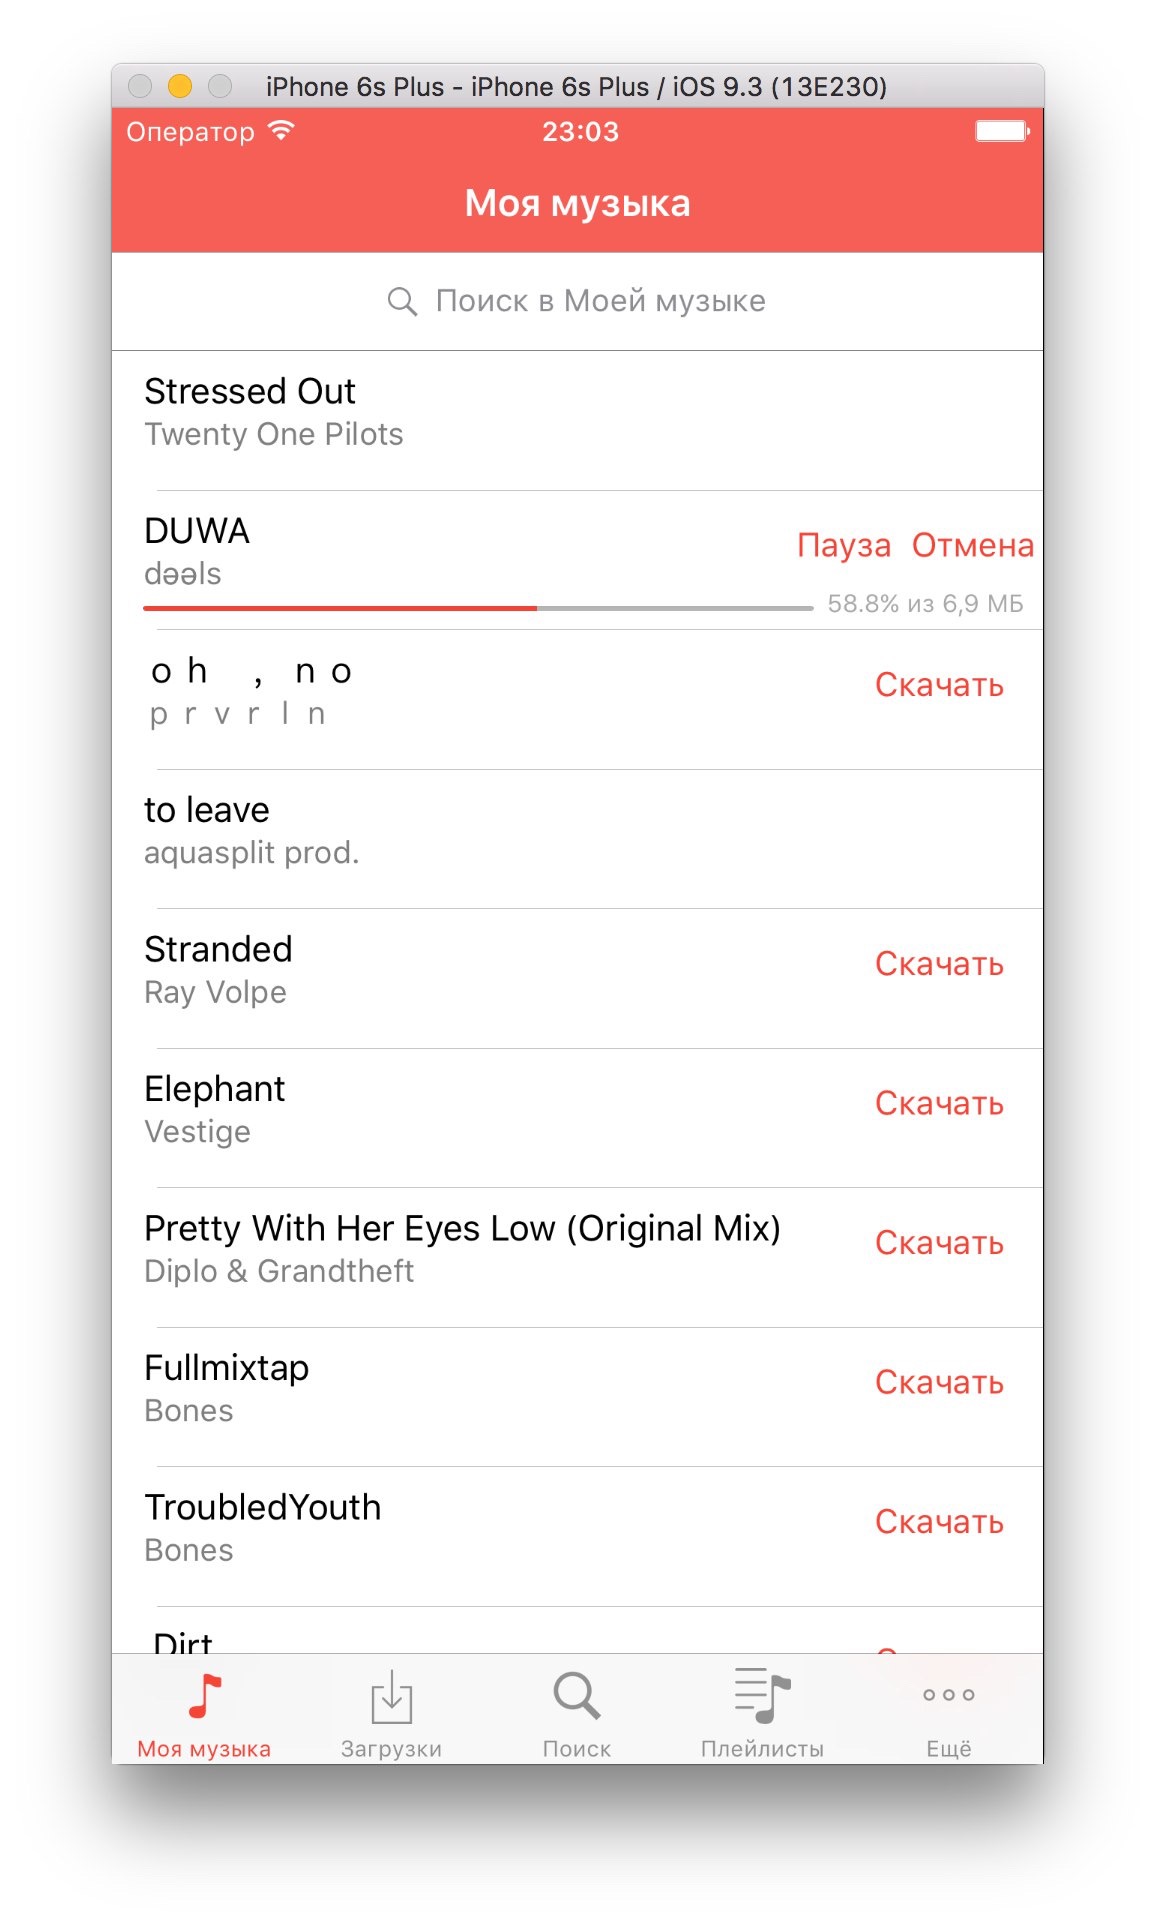 iPhone 6s Plus - iPhone 6s Plus / iOS 9.3 (13E230)
Оператор 23:03
Моя музыка
Поиск в Моей музыке
Stressed Out
Twenty One Pilots
DUWA
Пауза Отмена
dəəls
58.8% из 6,9 МБ
ｏｈ ， ｎｏ
Скачать
ｐｒｖｒｌｎ
to leave
aquasplit prod.
Stranded
Скачать
Ray Volpe
Elephant
Скачать
Vestige
Pretty With Her Eyes Low (Original Mix)
Скачать
Diplo & Grandtheft
Fullmixtap
Скачать
Bones
TroubledYouth
Скачать
Bones
Dirt
Моя музыка Загрузки Поиск Плейлисты Ещё